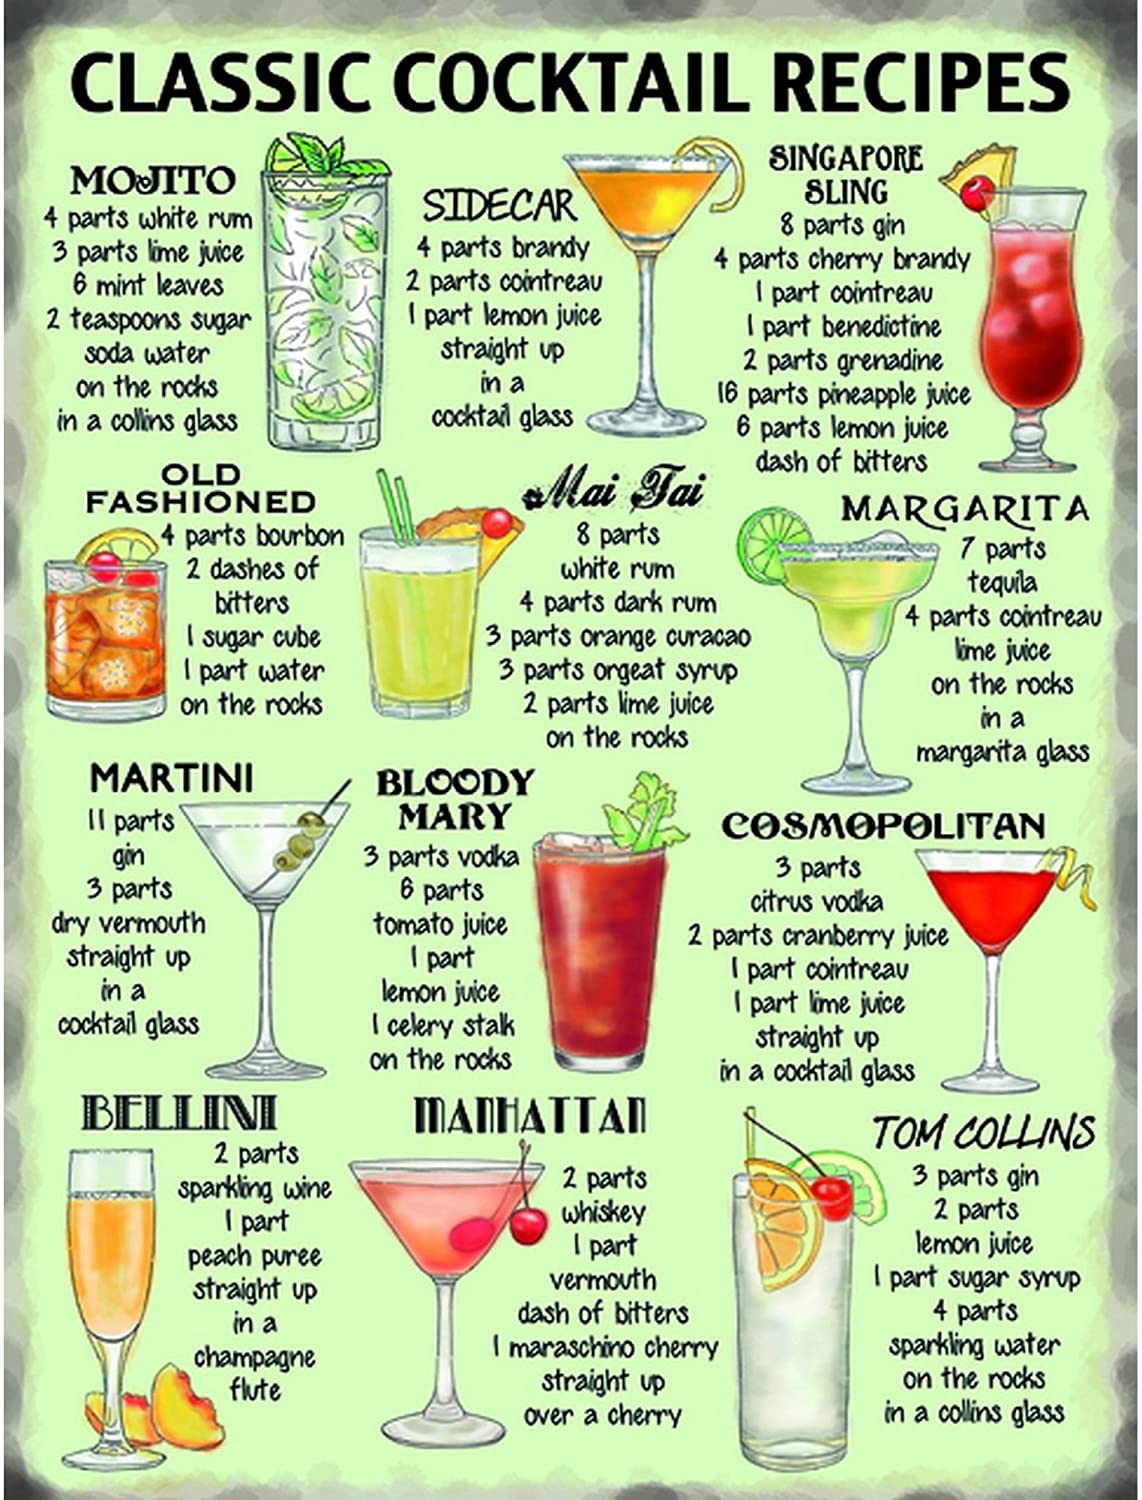 CLASSIC COCKTAIL RECIPES
MOJITO
4 parts white rum
3 parts lime juice
6 mint leaves
2 teaspoons sugar
soda water
on the rocks
in a collins glass
SIDECAR
4 parts brandy
2 parts cointreau
1 part lemon juice
straight up
in a
cocktail glass
SINGAPORE
SLING
8 parts gin
4 parts cherry brandy
1 part cointreau
1 part benedictine
2 parts grenadine
16 parts pineapple juice
6 parts lemon juice
dash of bitters
OLD
FASHIONED
4 parts bourbon
2 dashes of
bitters
1 sugar cube
1 part water
on the rocks
Mai Tai
8 parts
white rum
4 parts dark rum
3 parts orange curacao
3 parts orgeat syrup
2 parts lime juice
on the rocks
MARGARITA
7 parts
tequila
4 parts cointreau
lime juice
on the rocks
in a
margarita glass
MARTINI
11 parts
gin
3 parts
dry vermouth
straight up
in a
cocktail glass
BLOODY
MARY
3 parts vodka
6 parts
tomato juice
1 part
lemon juice
1 celery stalk
on the rocks
COSMOPOLITAN
3 parts
citrus vodka
2 parts cranberry juice
1 part cointreau
1 part lime juice
straight up
in a cocktail glass
BELLINI
2 parts
sparkling wine
1 part
peach puree
straight up
in a
champagne
flute
MANHATTAN
2 parts
whiskey
1 part
vermouth
dash of bitters
1 maraschino cherry
straight up
over a cherry
TOM COLLINS
3 parts gin
2 parts
lemon juice
1 part sugar syrup
4 parts
sparkling water
on the rocks
in a collins glass